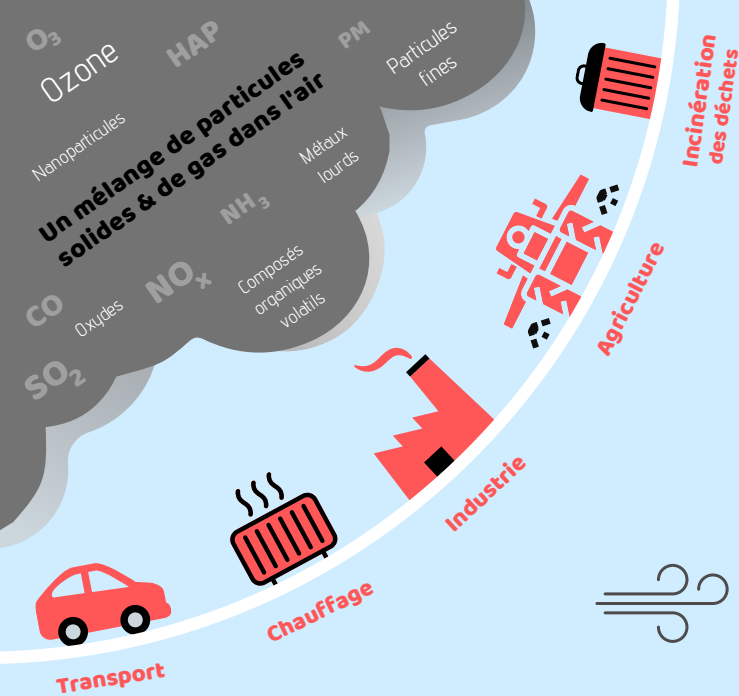 O₃
HAP
PM
Ozone
Particules
fines
Nanoparticules
Un mélange de particules
solides & de gas dans l'air
Métaux
lourds
NH₃
CO
Oxydes
NOₓ
Composés
organiques
volatils
SO₂
Incinération
des déchets
Agriculture
Industrie
Chauffage
Transport